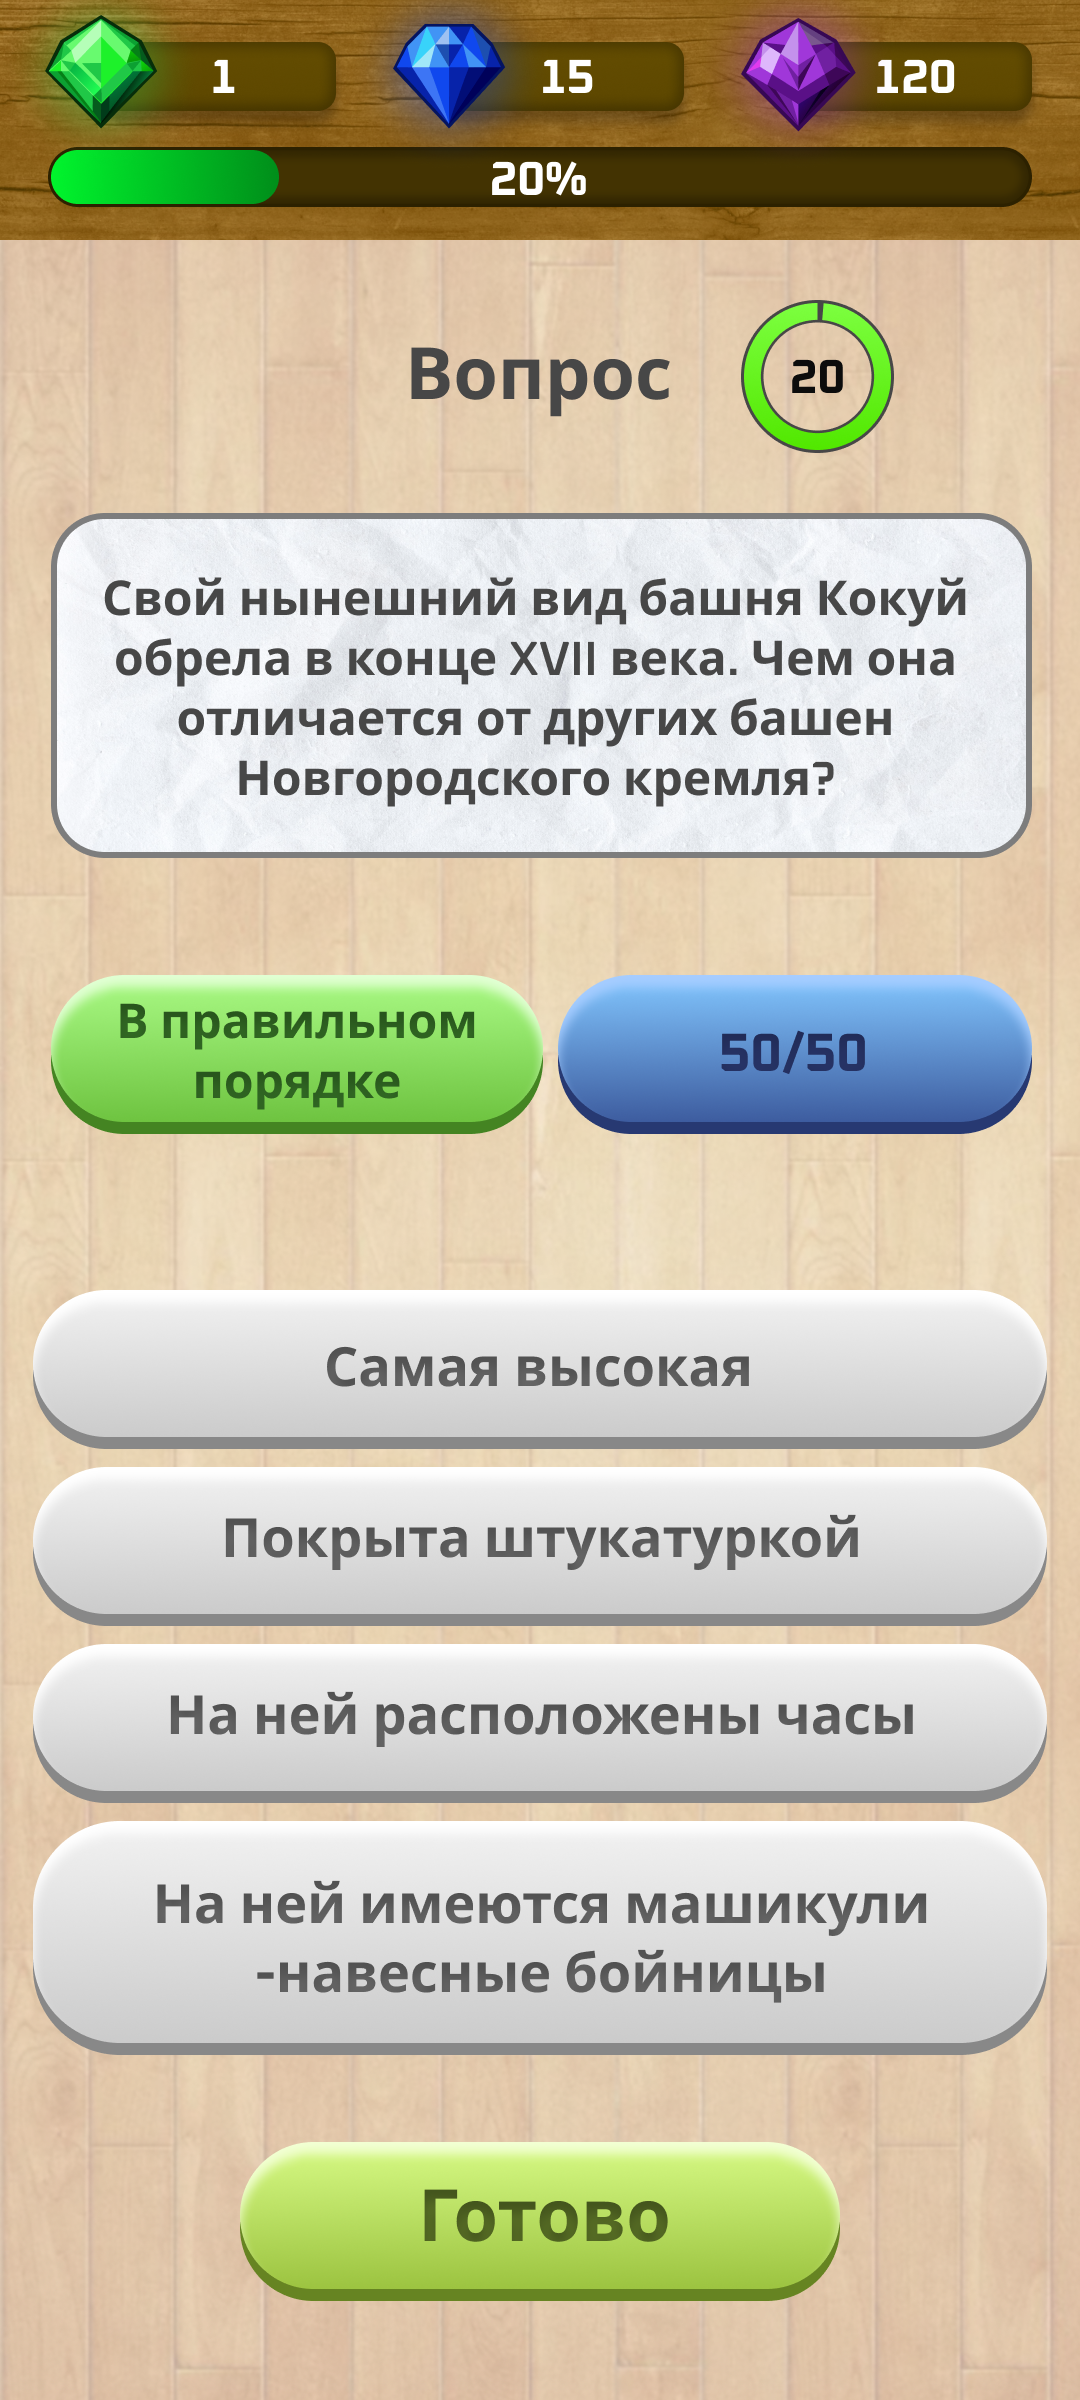 1
15
120
20%
Вопрос
20
Свой нынешний вид башня Кокуй
обрела в конце XVII века. Чем она
отличается от других башен
Новгородского кремля?
В правильном
порядке
50/50
Самая высокая
Покрыта штукатуркой
На ней расположены часы
На ней имеются машикули
-навесные бойницы
Готово